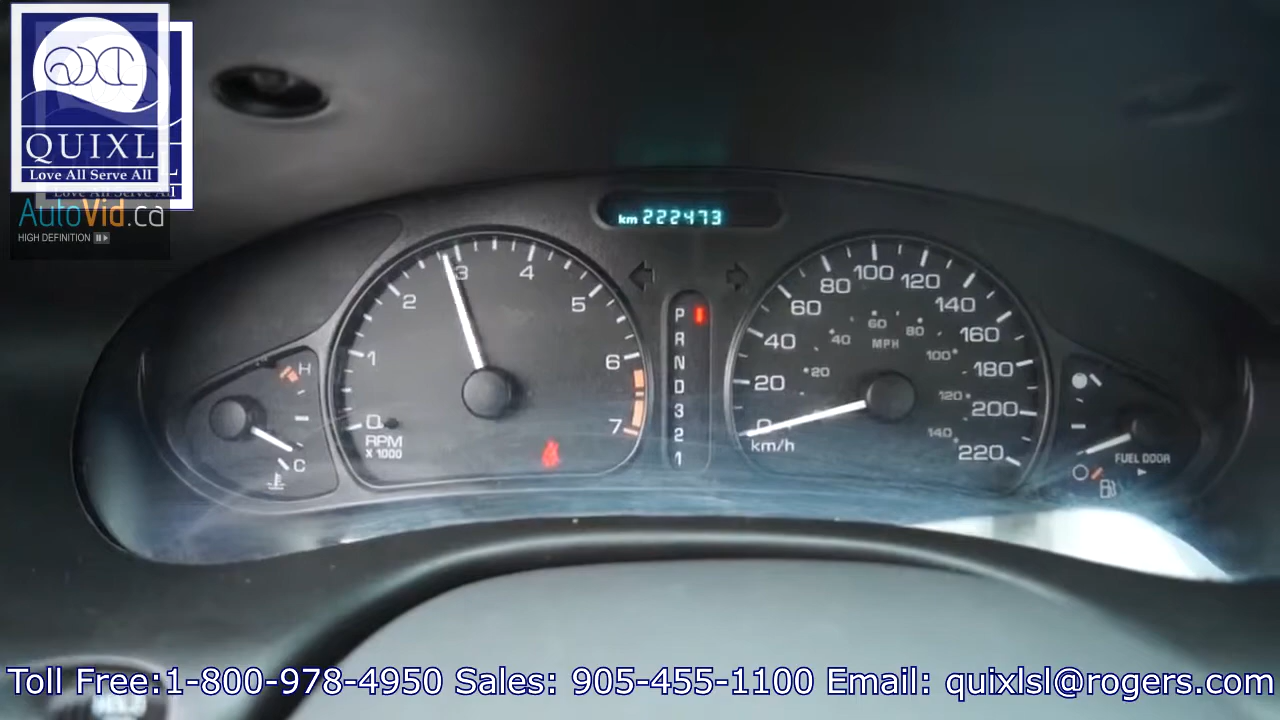 QUIXL
Love All Serve All
AutoVid.ca
HIGH DEFINITION
km 222473
H
C
0
1
2
3
4
5
6
7
RPM
X 1000
P
R
N
D
3
2
1
0
20
40
60
80
100
120
140
160
180
200
220
km/h
20
40
60
80
100
120
140
MPH
FUEL DOOR
Toll Free:1-800-978-4950 Sales: 905-455-1100 Email: quixlsl@rogers.com